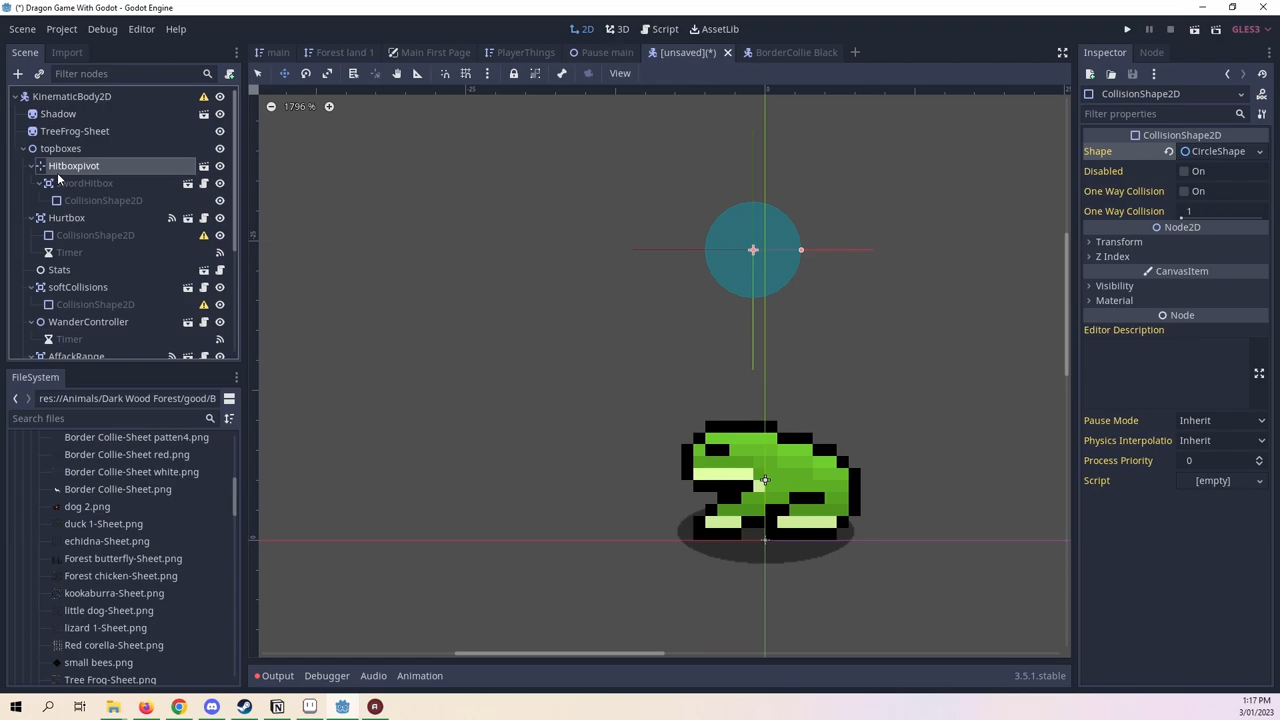 (*) Dragon Game With Godot - Godot Engine
Scene Project Debug Editor Help
2D 3D Script AssetLib
GLES3
Scene Import
main Forest land 1 Main First Page PlayerThings Pause main [unsaved](*) BorderCollie Black
Inspector Node
Filter nodes
View
KinematicBody2D
Shadow
TreeFrog-Sheet
topboxes
Hitboxpivot
CollisionShape2D
Hurtbox
CollisionShape2D
Timer
Stats
softCollisions
CollisionShape2D
WanderController
Timer
AffackRange
1796 %
-25
0
FileSystem
res://Animals/Dark Wood Forest/good/B
Search files
Border Collie-Sheet patten4.png
Border Collie-Sheet red.png
Border Collie-Sheet white.png
Border Collie-Sheet.png
dog 2.png
duck 1-Sheet.png
echidna-Sheet.png
Forest butterfly-Sheet.png
Forest chicken-Sheet.png
kookaburra-Sheet.png
little dog-Sheet.png
lizard 1-Sheet.png
Red corella-Sheet.png
small bees.png
Tree Frog-Sheet.png
Output Debugger Audio Animation
3.5.1.stable
CollisionShape2D
Filter properties
CollisionShape2D
Shape CircleShape
Disabled On
One Way Collision On
One Way Collision 1
Node2D
Transform
Z Index
CanvasItem
Visibility
Material
Node
Editor Description
Pause Mode Inherit
Physics Interpolatio Inherit
Process Priority 0
Script [empty]
1:17 PM
3/01/2023